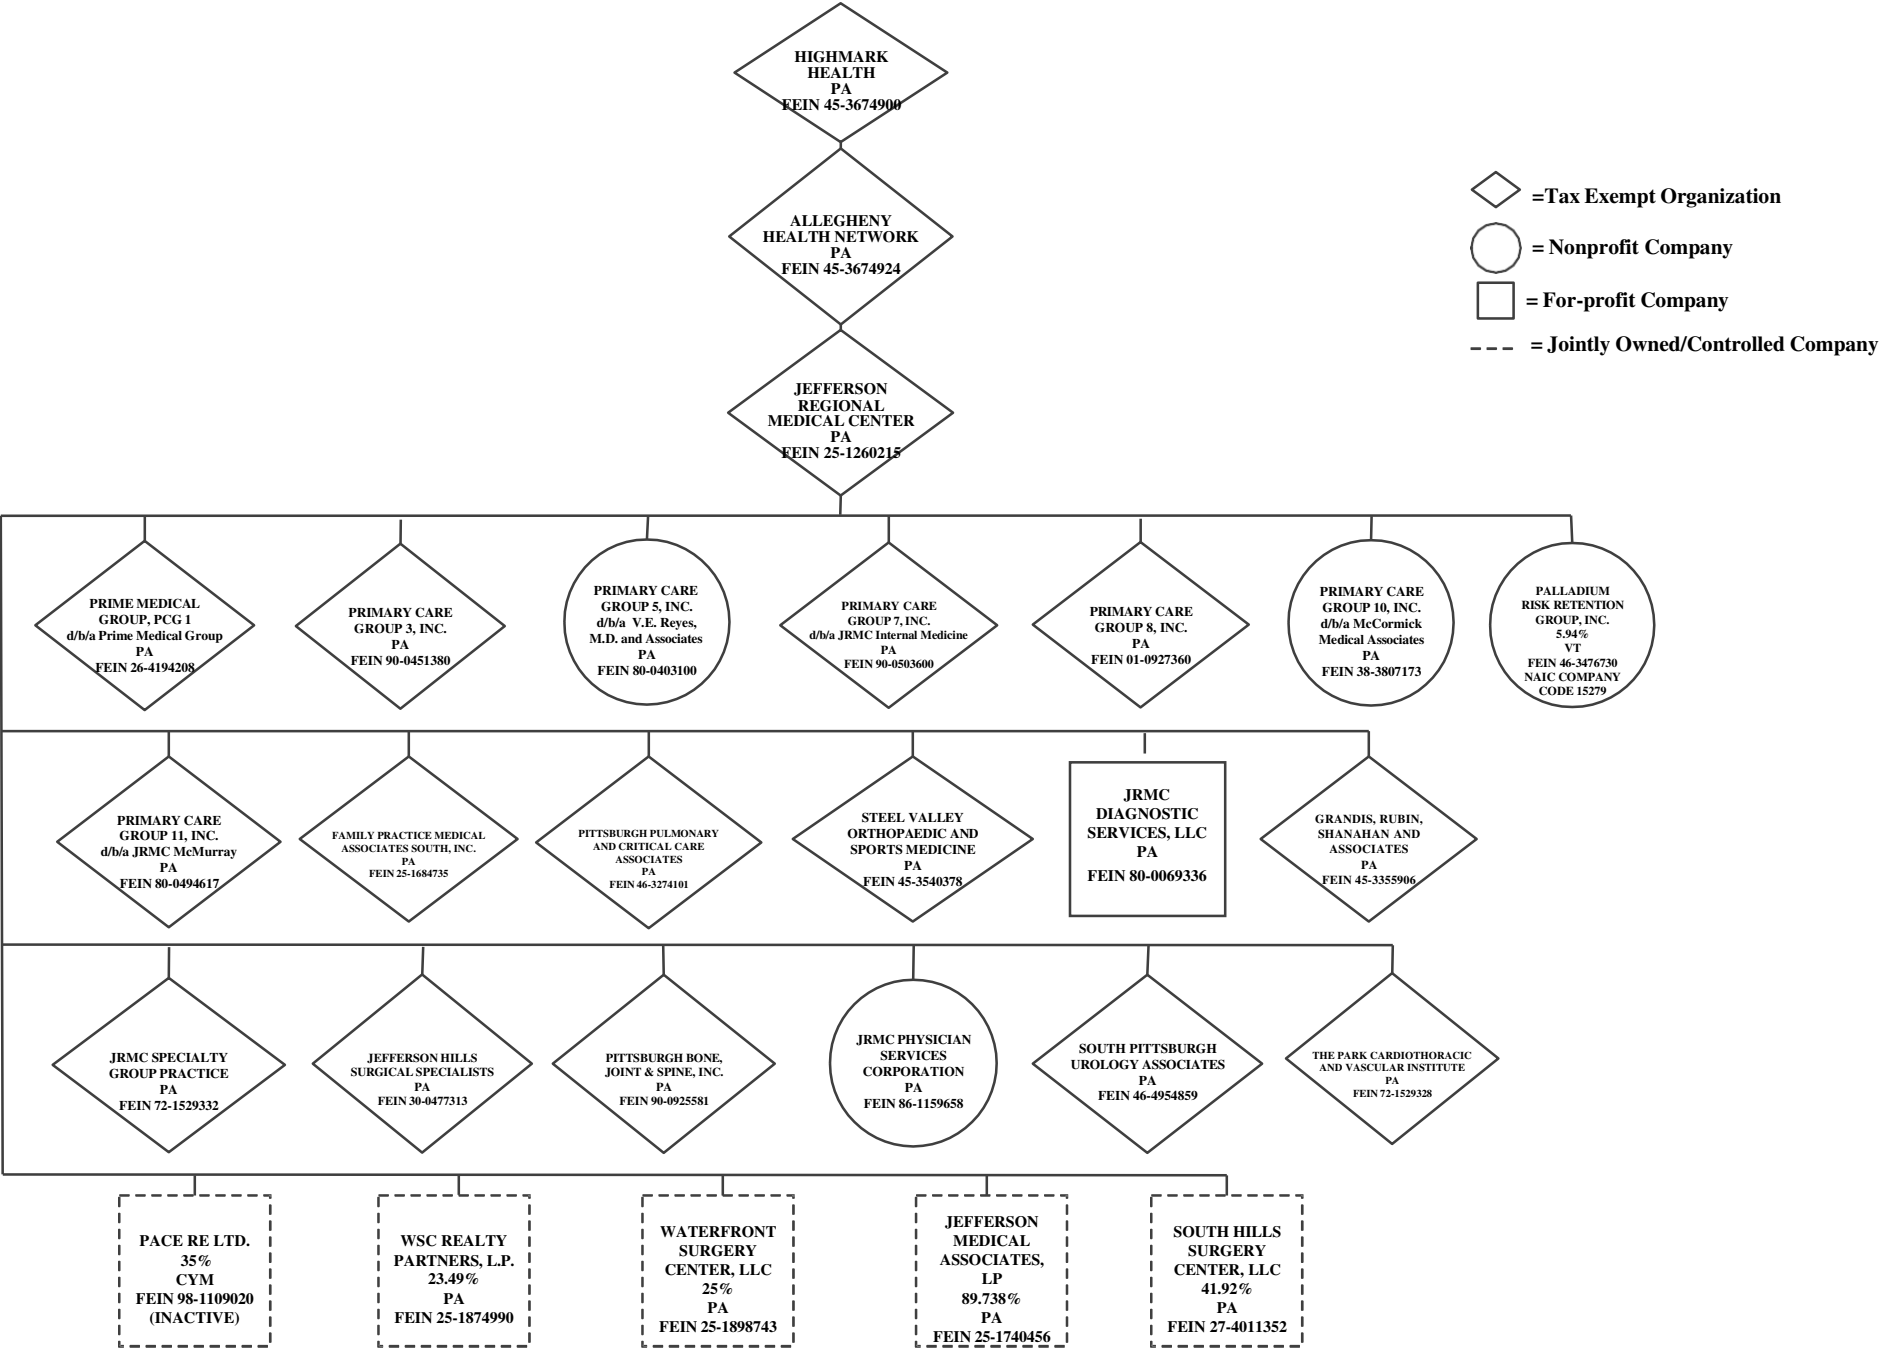 HIGHMARK
HEALTH
PA
FEIN 45-3674900
ALLEGHENY
HEALTH NETWORK
PA
FEIN 45-3674924
JEFFERSON
REGIONAL
MEDICAL CENTER
PA
FEIN 25-1260215
=Tax Exempt Organization
= Nonprofit Company
= For-profit Company
= Jointly Owned/Controlled Company
PRIME MEDICAL
GROUP, PCG 1
d/b/a Prime Medical Group
PA
FEIN 26-4194208
PRIMARY CARE
GROUP 3, INC.
PA
FEIN 90-0451380
PRIMARY CARE
GROUP 5, INC.
d/b/a V.E. Reyes,
M.D. and Associates
PA
FEIN 80-0403100
PRIMARY CARE
GROUP 7, INC.
d/b/a JRMC Internal Medicine
PA
FEIN 90-0503600
PRIMARY CARE
GROUP 8, INC.
PA
FEIN 01-0927360
PRIMARY CARE
GROUP 10, INC.
d/b/a McCormick
Medical Associates
PA
FEIN 38-3807173
PALLADIUM
RISK RETENTION
GROUP, INC.
5.94%
VT
FEIN 46-3476730
NAIC COMPANY
CODE 15279
PRIMARY CARE
GROUP 11, INC.
d/b/a JRMC McMurray
PA
FEIN 80-0494617
FAMILY PRACTICE MEDICAL
ASSOCIATES SOUTH, INC.
PA
FEIN 25-1684735
PITTSBURGH PULMONARY
AND CRITICAL CARE
ASSOCIATES
PA
FEIN 46-3274101
STEEL VALLEY
ORTHOPAEDIC AND
SPORTS MEDICINE
PA
FEIN 45-3540378
JRMC
DIAGNOSTIC
SERVICES, LLC
PA
FEIN 80-0069336
GRANDIS, RUBIN,
SHANAHAN AND
ASSOCIATES
PA
FEIN 45-3355906
JRMC SPECIALTY
GROUP PRACTICE
PA
FEIN 72-1529332
JEFFERSON HILLS
SURGICAL SPECIALISTS
PA
FEIN 30-0477313
PITTSBURGH BONE,
JOINT & SPINE, INC.
PA
FEIN 90-0925581
JRMC PHYSICIAN
SERVICES
CORPORATION
PA
FEIN 86-1159658
SOUTH PITTSBURGH
UROLOGY ASSOCIATES
PA
FEIN 46-4954859
THE PARK CARDIOTHORACIC
AND VASCULAR INSTITUTE
PA
FEIN 72-1529328
PACE RE LTD.
35%
CYM
FEIN 98-1109020
(INACTIVE)
WSC REALTY
PARTNERS, L.P.
23.49%
PA
FEIN 25-1874990
WATERFRONT
SURGERY
CENTER, LLC
25%
PA
FEIN 25-1898743
JEFFERSON
MEDICAL
ASSOCIATES,
LP
89.738%
PA
FEIN 25-1740456
SOUTH HILLS
SURGERY
CENTER, LLC
41.92%
PA
FEIN 27-4011352